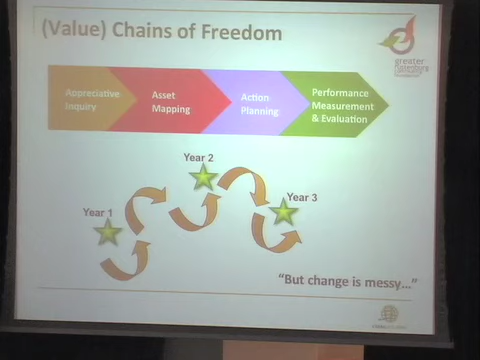 (Value) Chains of Freedom
greater
Appreciative
Inquiry
Asset
Mapping
Action
Planning
Performance
Measurement
& Evaluation
Year 2
Year 3
Year 1
“But change is messy...”